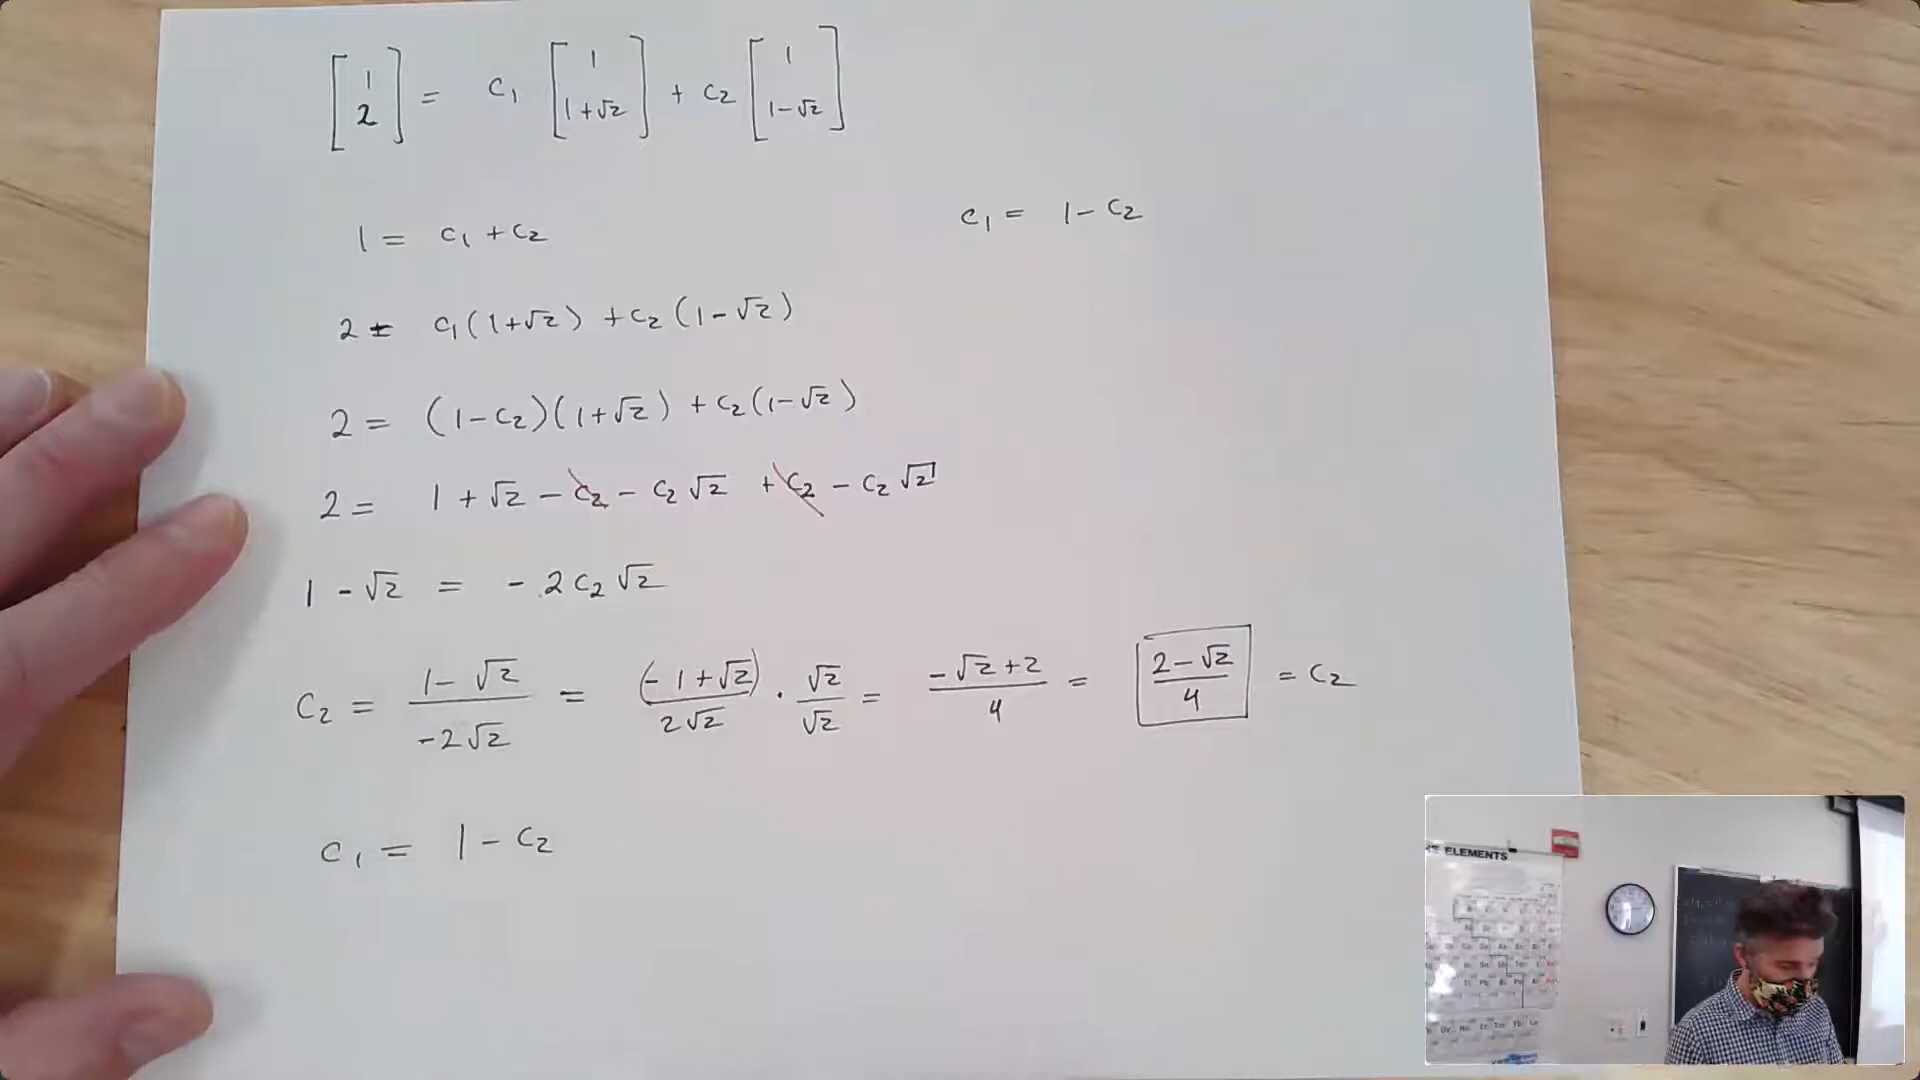 [1 2] = c₁ [1 1+√2] + c₂ [1 1-√2]
1 = c₁ + c₂
c₁ = 1 - c₂
2 = c₁(1+√2) + c₂(1-√2)
2 = (1-c₂)(1+√2) + c₂(1-√2)
2 = 1 + √2 - c₂ - c₂√2 + c₂ - c₂√2
1 - √2 = - 2c₂√2
c₂ = (1-√2)/(-2√2) = (-1+√2)/(2√2) · √2/√2 = (-√2+2)/4 = (2-√2)/4 = c₂
c₁ = 1 - c₂
ELEMENTS